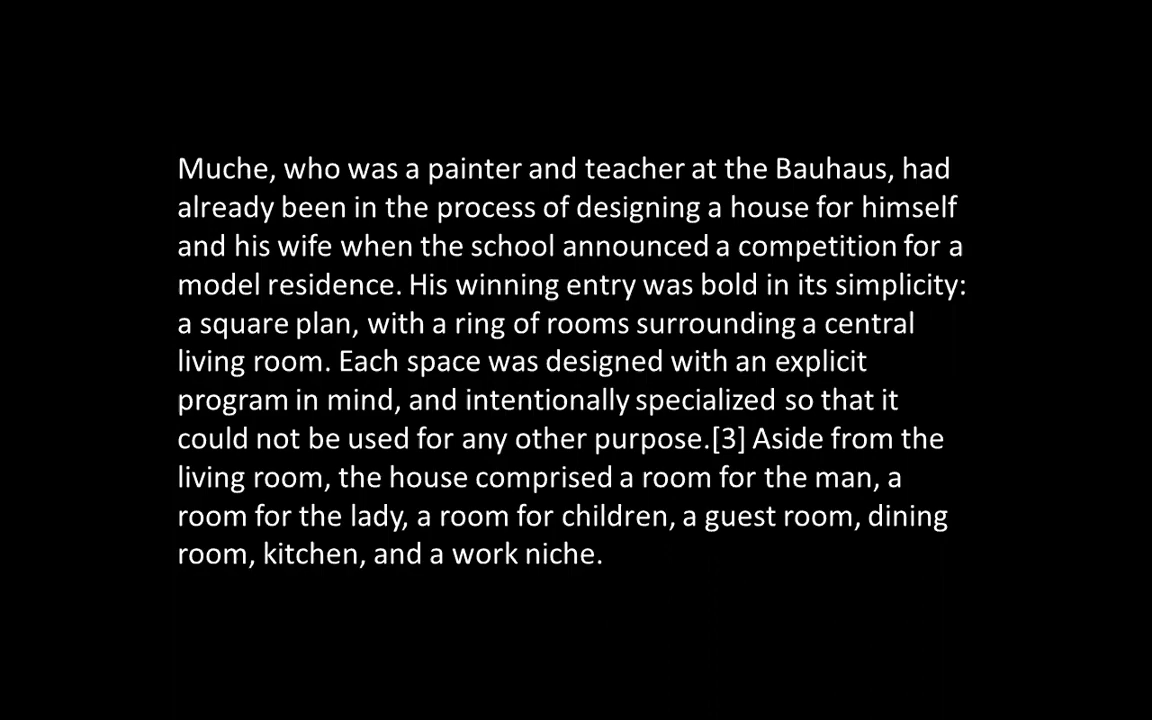 Muche, who was a painter and teacher at the Bauhaus, had
already been in the process of designing a house for himself
and his wife when the school announced a competition for a
model residence. His winning entry was bold in its simplicity:
a square plan, with a ring of rooms surrounding a central
living room. Each space was designed with an explicit
program in mind, and intentionally specialized so that it
could not be used for any other purpose.[3] Aside from the
living room, the house comprised a room for the man, a
room for the lady, a room for children, a guest room, dining
room, kitchen, and a work niche.